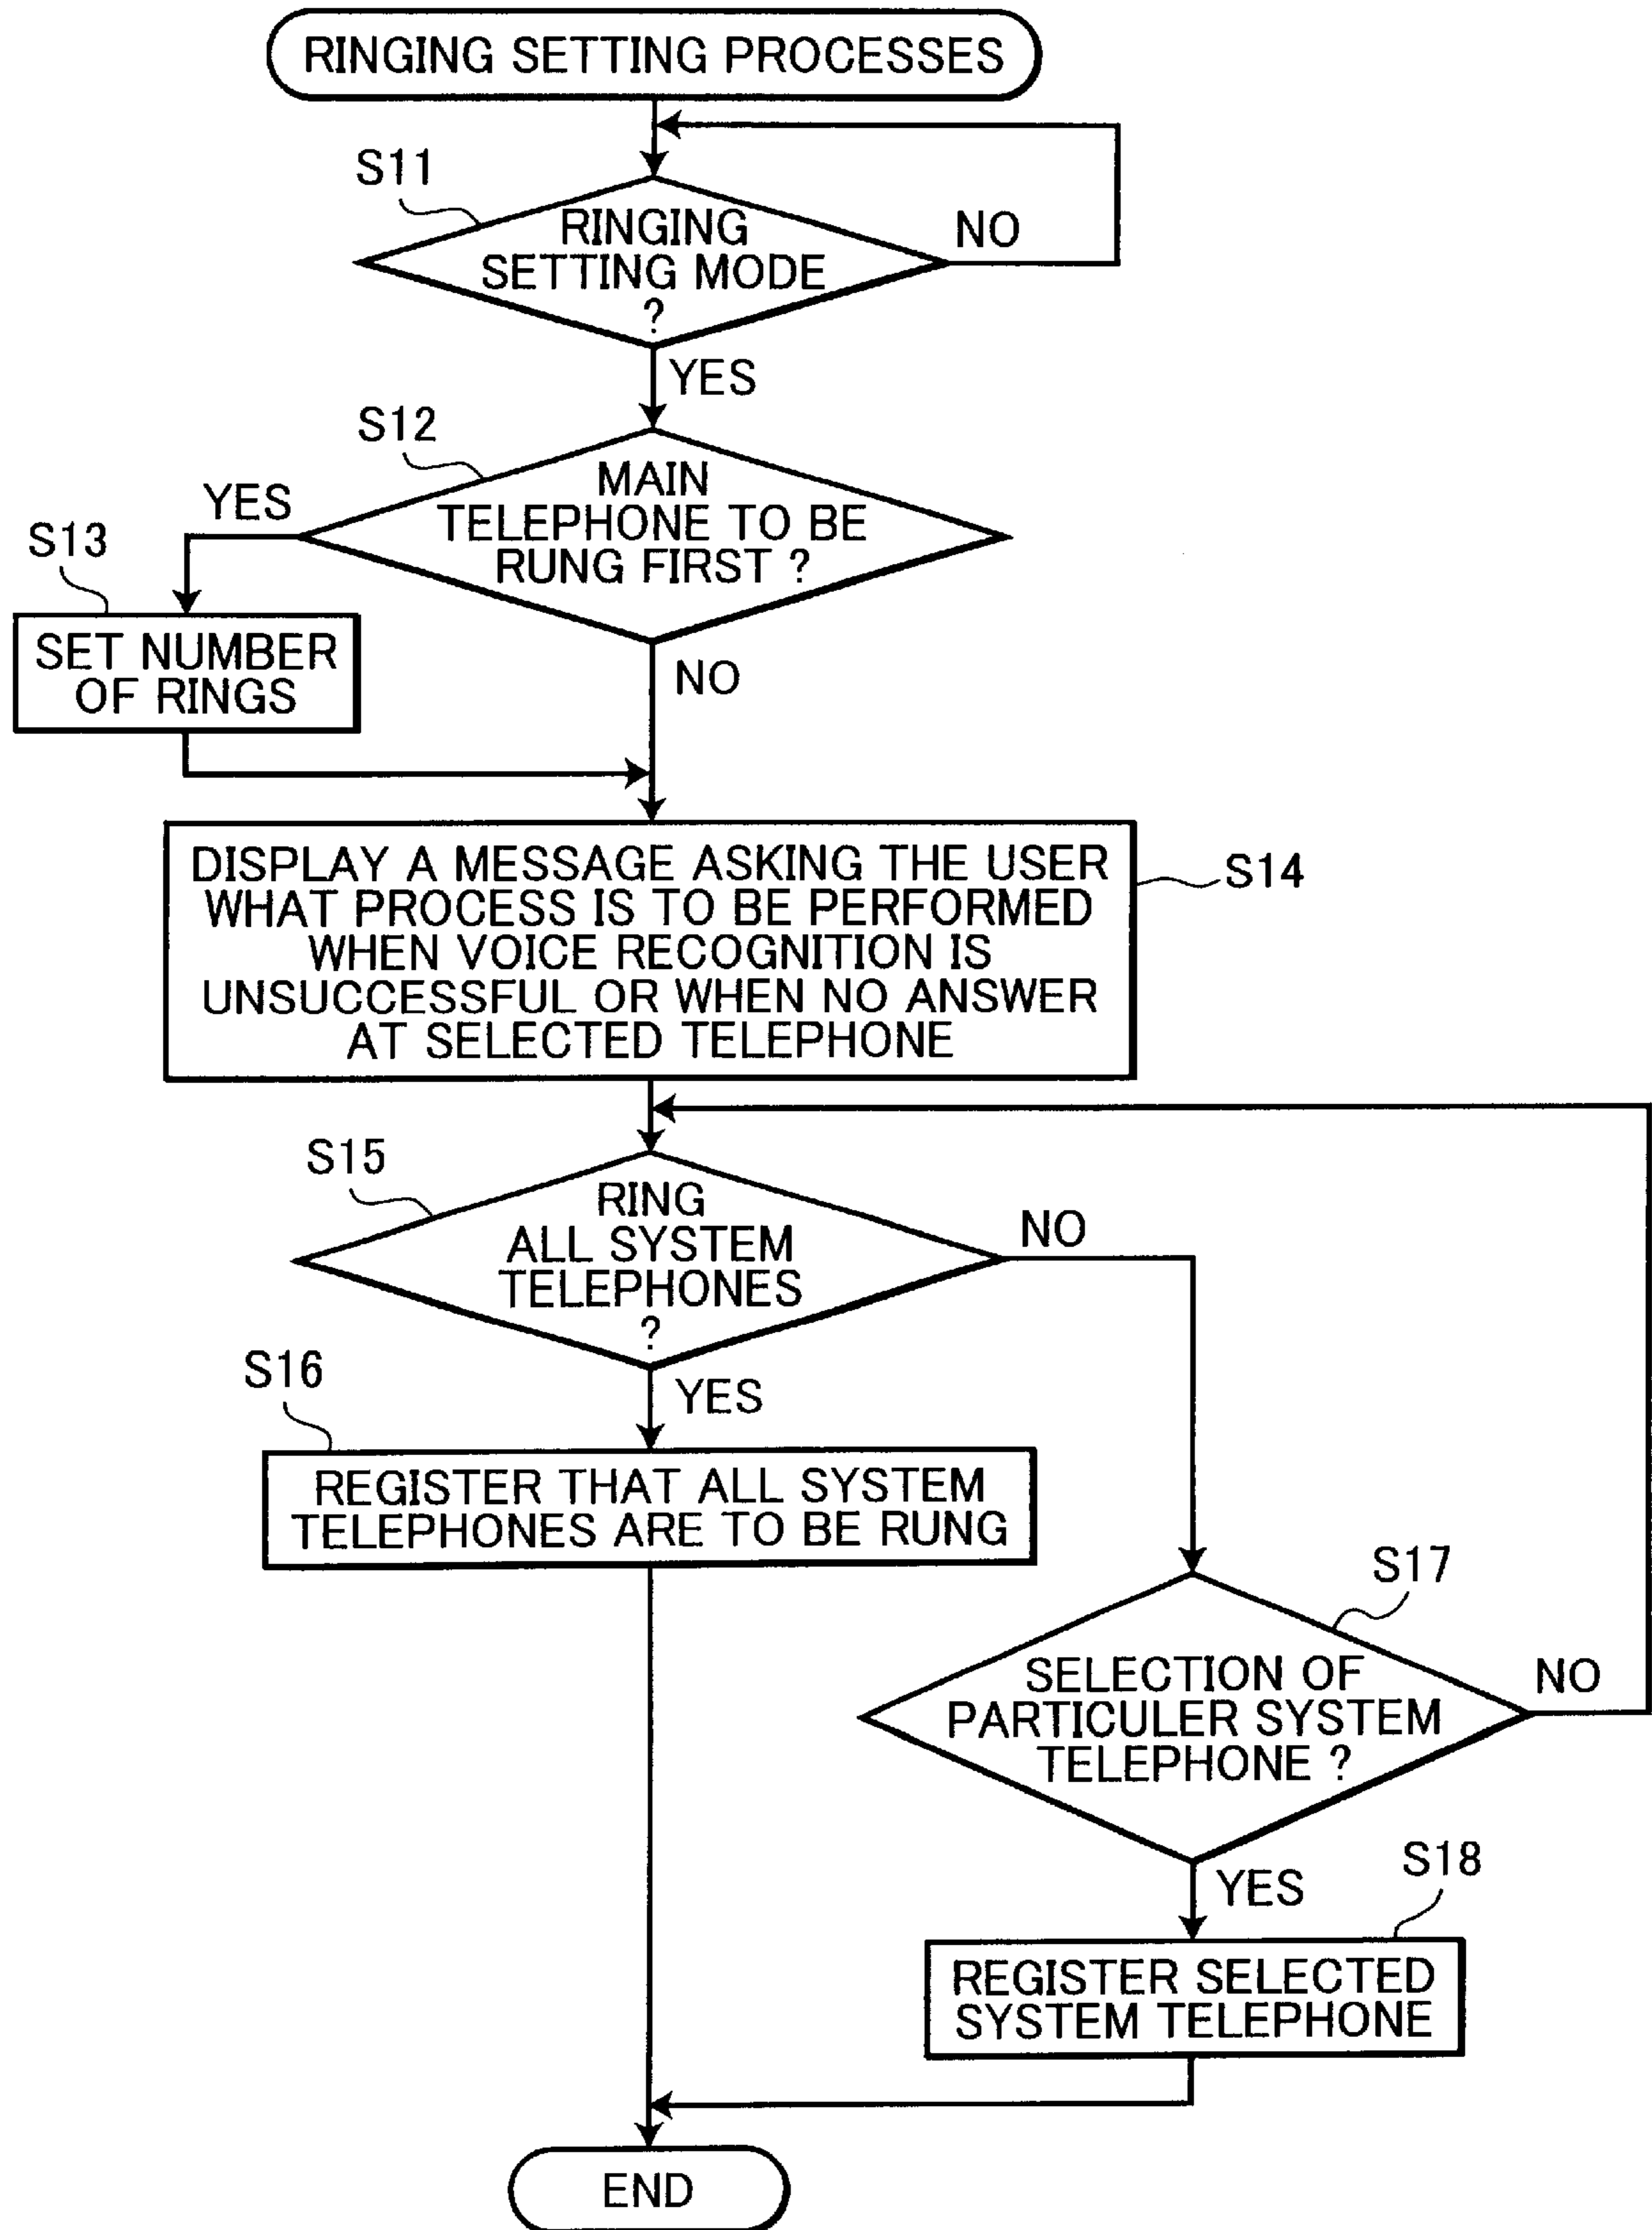 RINGING SETTING PROCESSES
S11
RINGING
SETTING MODE
?
NO
YES
S12
MAIN
TELEPHONE TO BE
RUNG FIRST ?
YES
S13
SET NUMBER
OF RINGS
NO
DISPLAY A MESSAGE ASKING THE USER
WHAT PROCESS IS TO BE PERFORMED
WHEN VOICE RECOGNITION IS
UNSUCCESSFUL OR WHEN NO ANSWER
AT SELECTED TELEPHONE
S14
S15
RING
ALL SYSTEM
TELEPHONES
?
NO
YES
S16
REGISTER THAT ALL SYSTEM
TELEPHONES ARE TO BE RUNG
S17
SELECTION OF
PARTICULER SYSTEM
TELEPHONE ?
NO
YES
S18
REGISTER SELECTED
SYSTEM TELEPHONE
END